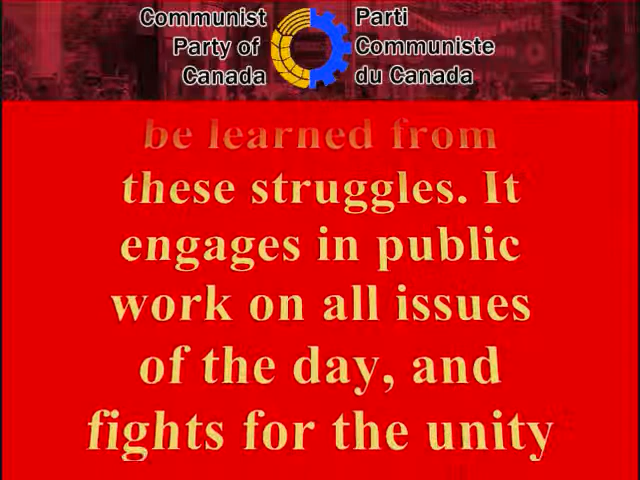 Communist
Party of
Canada
Parti
Communiste
du Canada
be learned from
these struggles. It
engages in public
work on all issues
of the day, and
fights for the unity